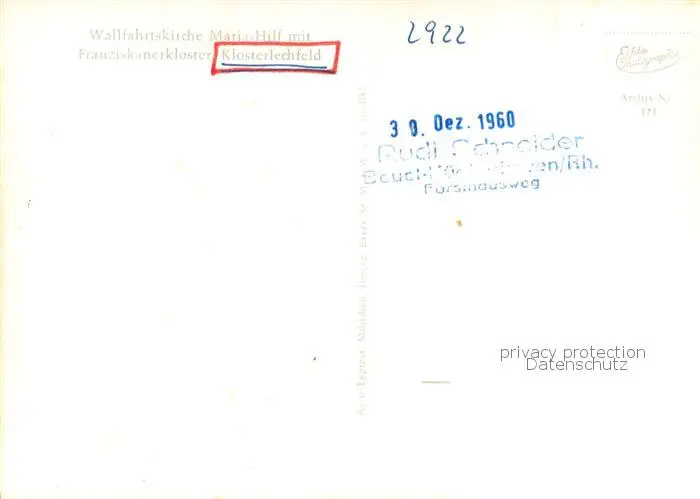 Wallfahrtskirche Maria-Hilf mit
Franziskanerkloster Klosterlechfeld
2922
Echte
Photographie
Archiv Nr.
171
30. Dez. 1960
Rudi Schneider
Forsthausweg
München
privacy protection
Datenschutz